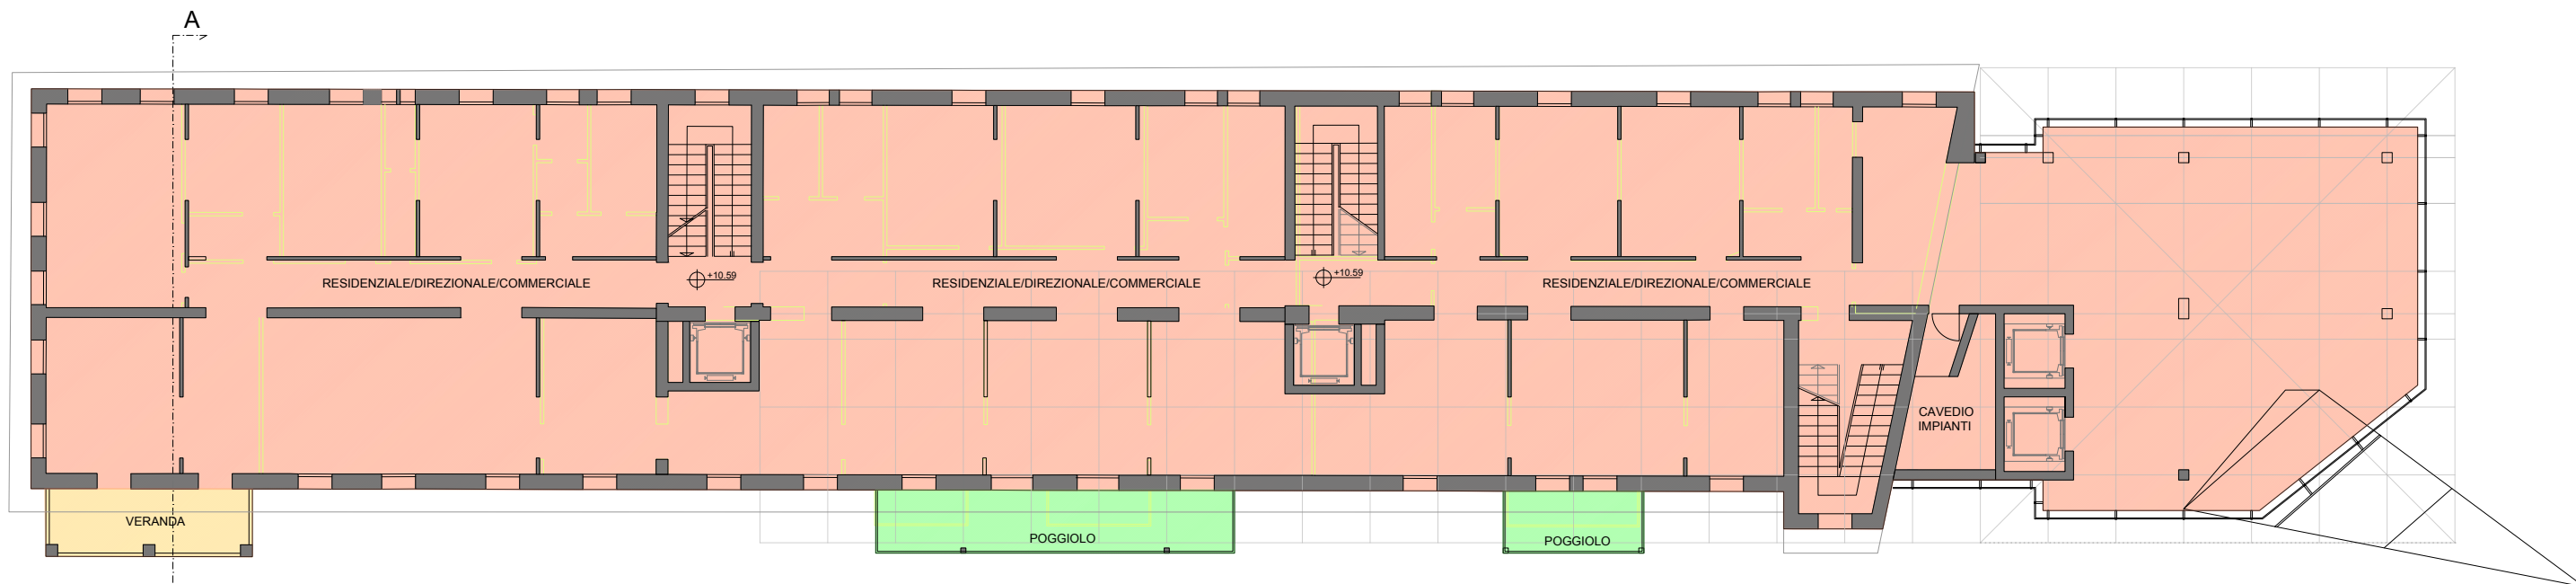 A
RESIDENZIALE/DIREZIONALE/COMMERCIALE
+10.59
RESIDENZIALE/DIREZIONALE/COMMERCIALE
+10.59
RESIDENZIALE/DIREZIONALE/COMMERCIALE
CAVEDIO
IMPIANTI
VERANDA
POGGIOLO
POGGIOLO